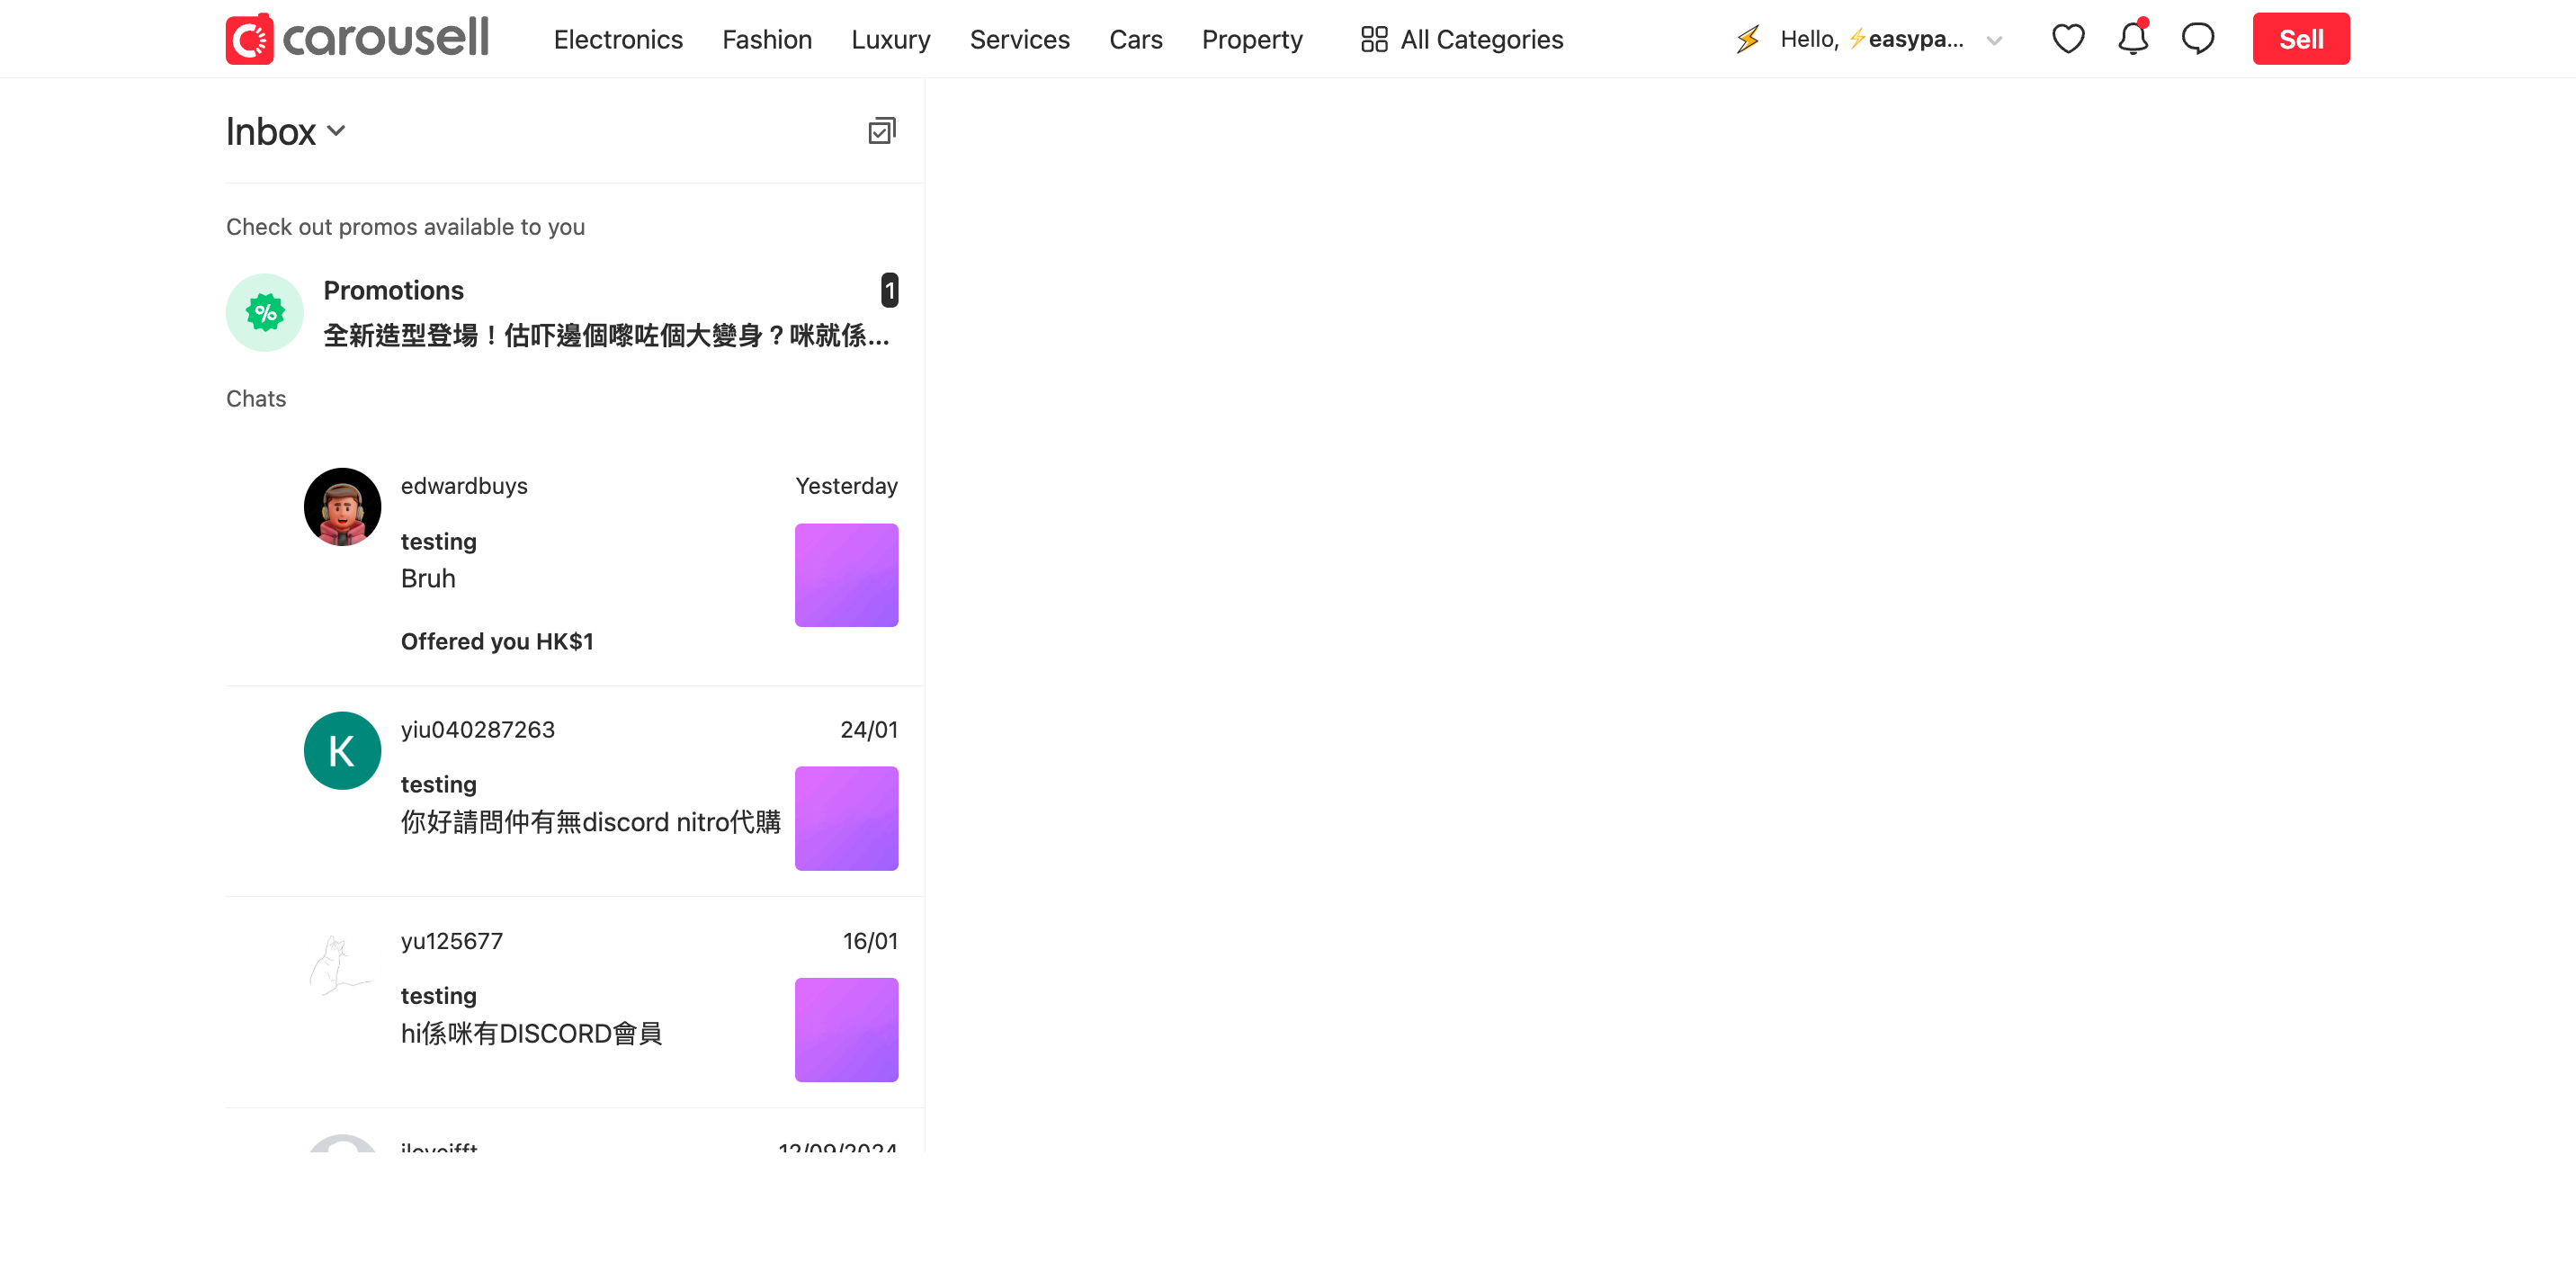 carousell Electronics Fashion Luxury Services Cars Property All Categories Hello, ⚡easypa... Sell
Inbox
Check out promos available to you
Promotions 1
全新造型登場！估吓邊個嚟咗個大變身？咪就係...
Chats
edwardbuys Yesterday
testing
Bruh
Offered you HK$1
K yiu040287263 24/01
testing
你好請問仲有無discord nitro代購
yu125677 16/01
testing
hi係咪有DISCORD會員
12/09/2024